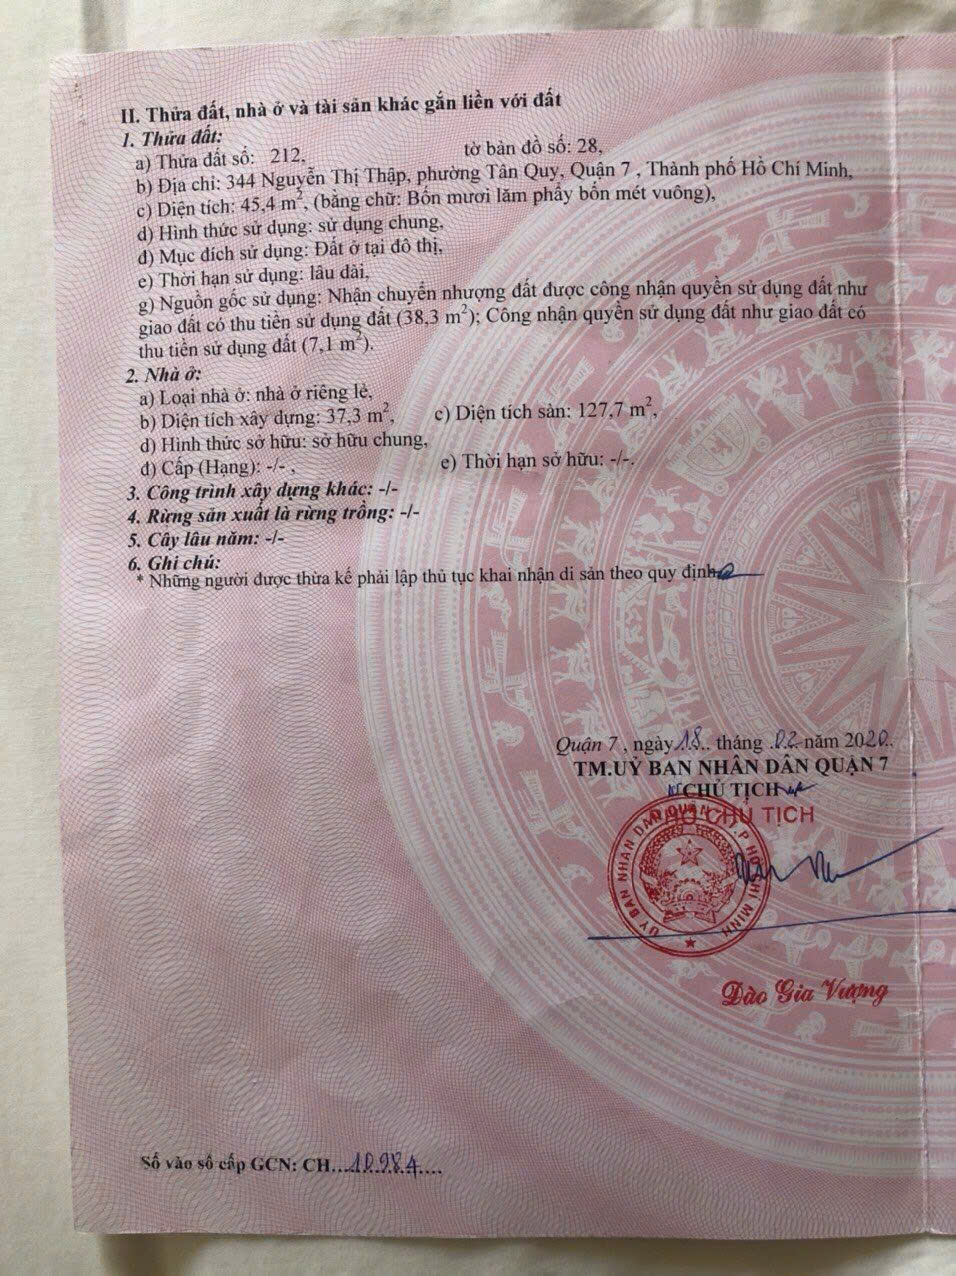 II. Thửa đất, nhà ở và tài sản khác gắn liền với đất
1. Thửa đất:
a) Thửa đất số: 212, tờ bản đồ số: 28,
b) Địa chỉ: 344 Nguyễn Thị Thập, phường Tân Quy, Quận 7 , Thành phố Hồ Chí Minh,
c) Diện tích: 45,4 m², (bằng chữ: Bốn mươi lăm phẩy bốn mét vuông),
d) Hình thức sử dụng: sử dụng chung,
đ) Mục đích sử dụng: Đất ở tại đô thị,
e) Thời hạn sử dụng: lâu dài,
g) Nguồn gốc sử dụng: Nhận chuyển nhượng đất được công nhận quyền sử dụng đất như
giao đất có thu tiền sử dụng đất (38,3 m²); Công nhận quyền sử dụng đất như giao đất có
thu tiền sử dụng đất (7,1 m²).
2. Nhà ở:
a) Loại nhà ở: nhà ở riêng lẻ,
b) Diện tích xây dựng: 37,3 m², c) Diện tích sàn: 127,7 m²,
d) Hình thức sở hữu: sở hữu chung,
đ) Cấp (Hạng): -/- , e) Thời hạn sở hữu: -/-.
3. Công trình xây dựng khác: -/-
4. Rừng sản xuất là rừng trồng: -/-
5. Cây lâu năm: -/-
6. Ghi chú:
* Những người được thừa kế phải lập thủ tục khai nhận di sản theo quy định
Quận 7 , ngày 18.. tháng .02. năm 2020..
TM.UỶ BAN NHÂN DÂN QUẬN 7
CHỦ TỊCH
PHÓ CHỦ TỊCH
Đào Gia Vượng
Số vào sổ cấp GCN: CH....10984....